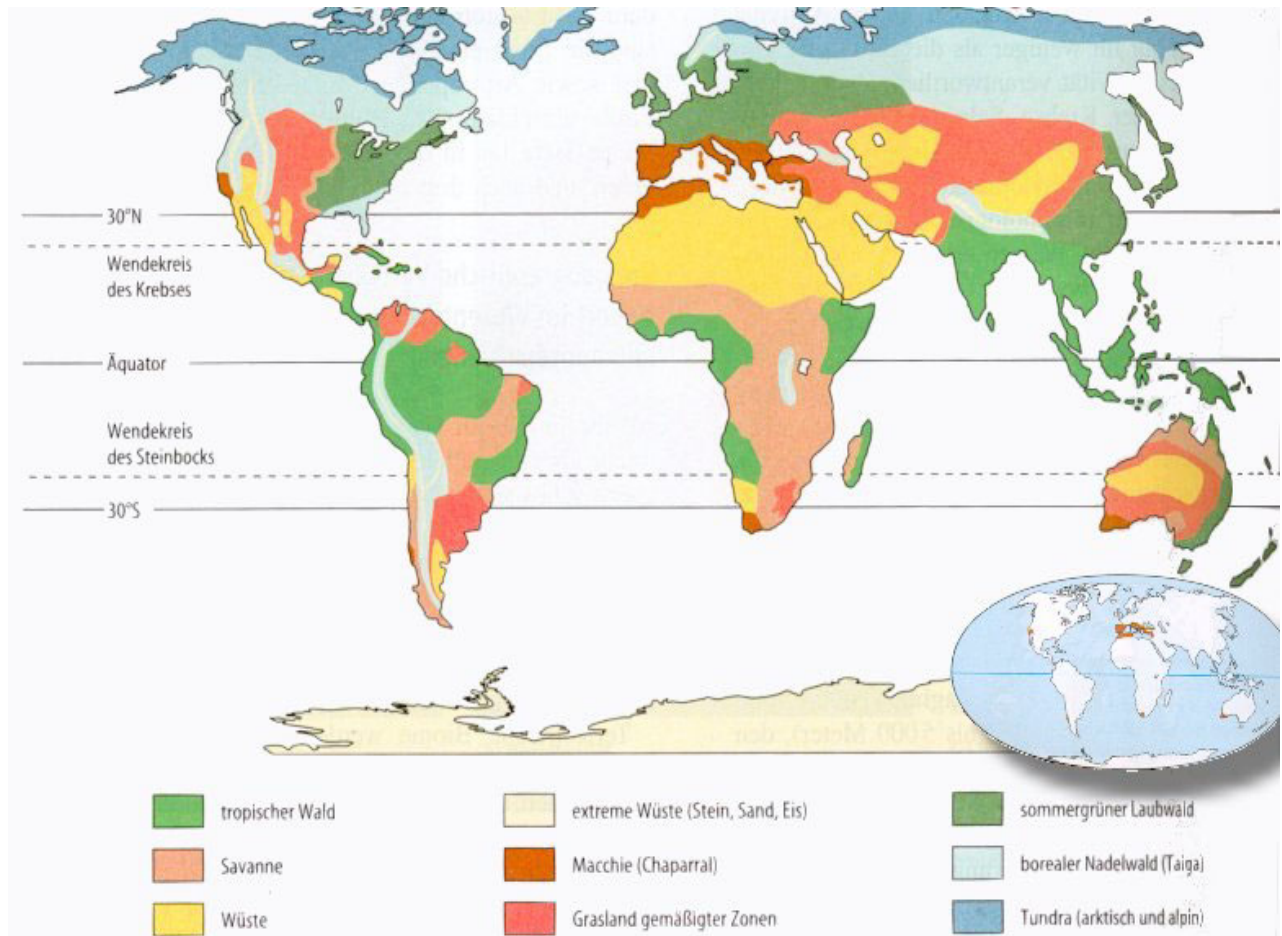 30°N
Wendekreis
des Krebses
Äquator
Wendekreis
des Steinbocks
30°S
tropischer Wald
Savanne
Wüste
extreme Wüste (Stein, Sand, Eis)
Macchie (Chaparral)
Grasland gemäßigter Zonen
sommergrüner Laubwald
borealer Nadelwald (Taiga)
Tundra (arktisch und alpin)